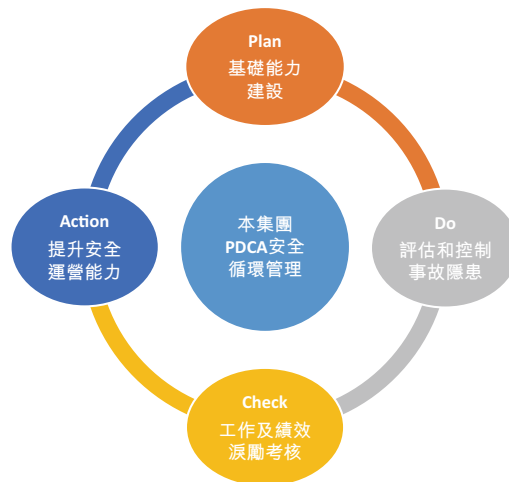 Plan
基礎能力
建設
Action
提升安全
運營能力
本集團
PDCA安全
循環管理
Do
評估和控制
事故隱患
Check
工作及績效
淚勵考核